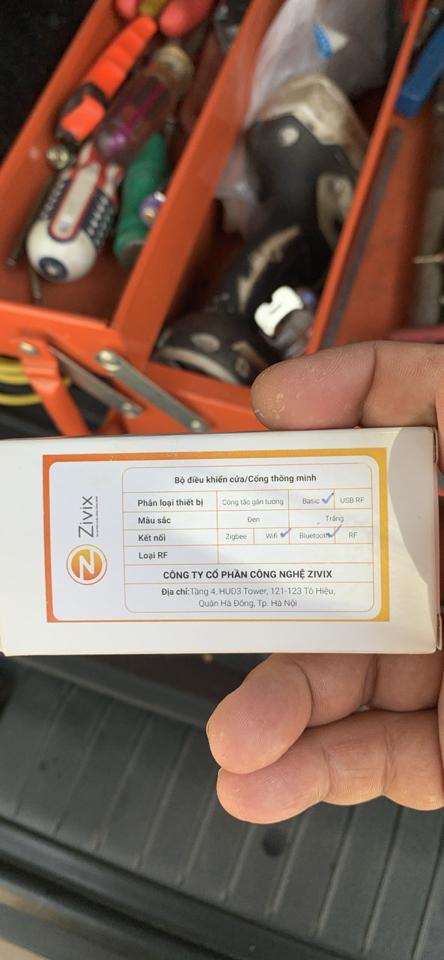 Zivix
Bộ điều khiển cửa/Cổng thông minh
Phân loại thiết bị Công tắc gắn tường Basic ✓ USB RF
Màu sắc Đen Trắng
Kết nối Zigbee Wifi ✓ Bluetooth ✓ RF
Loại RF
CÔNG TY CỔ PHẦN CÔNG NGHỆ ZIVIX
Địa chỉ:Tầng 4, HUD3 Tower, 121-123 Tô Hiệu,
Quận Hà Đông, Tp. Hà Nội